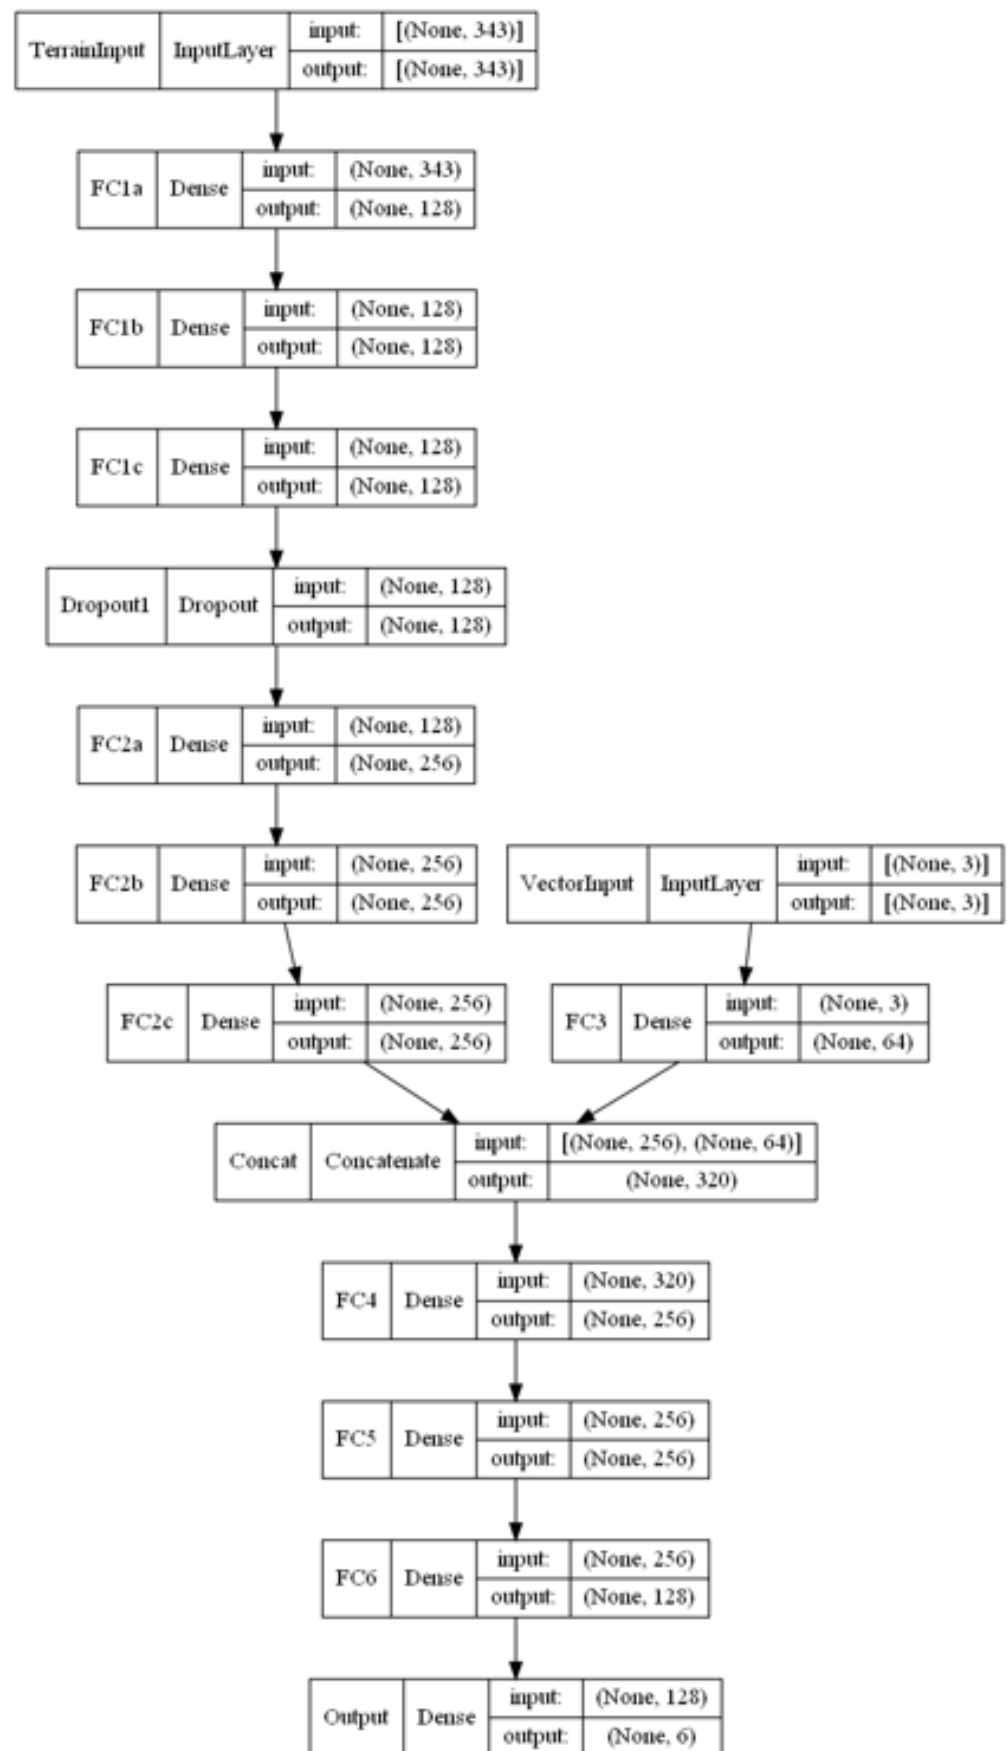 TerrainInput InputLayer input: [(None, 343)]
output: [(None, 343)]
FC1a Dense input: (None, 343)
output: (None, 128)
FC1b Dense input: (None, 128)
output: (None, 128)
FC1c Dense input: (None, 128)
output: (None, 128)
Dropout1 Dropout input: (None, 128)
output: (None, 128)
FC2a Dense input: (None, 128)
output: (None, 256)
FC2b Dense input: (None, 256)
output: (None, 256)
VectorInput InputLayer input: [(None, 3)]
output: [(None, 3)]
FC2c Dense input: (None, 256)
output: (None, 256)
FC3 Dense input: (None, 3)
output: (None, 64)
Concat Concatenate input: [(None, 256), (None, 64)]
output: (None, 320)
FC4 Dense input: (None, 320)
output: (None, 256)
FC5 Dense input: (None, 256)
output: (None, 256)
FC6 Dense input: (None, 256)
output: (None, 128)
Output Dense input: (None, 128)
output: (None, 6)